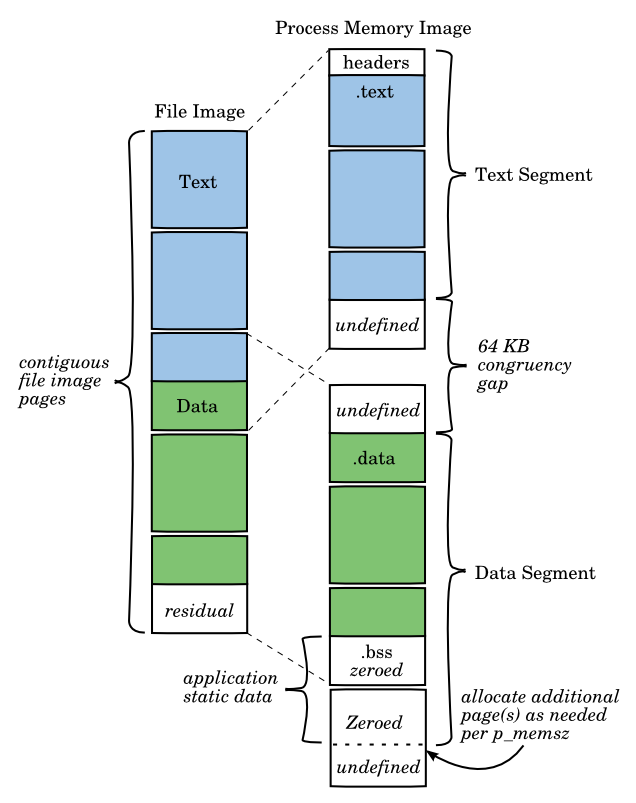 Process Memory Image
headers
.text
File Image
Text
Text Segment
undefined
64 KB
congruency
gap
contiguous
file image
pages
Data
undefined
.data
Data Segment
residual
.bss
zeroed
application
static data
allocate additional
page(s) as needed
per p_memsz
Zeroed
undefined